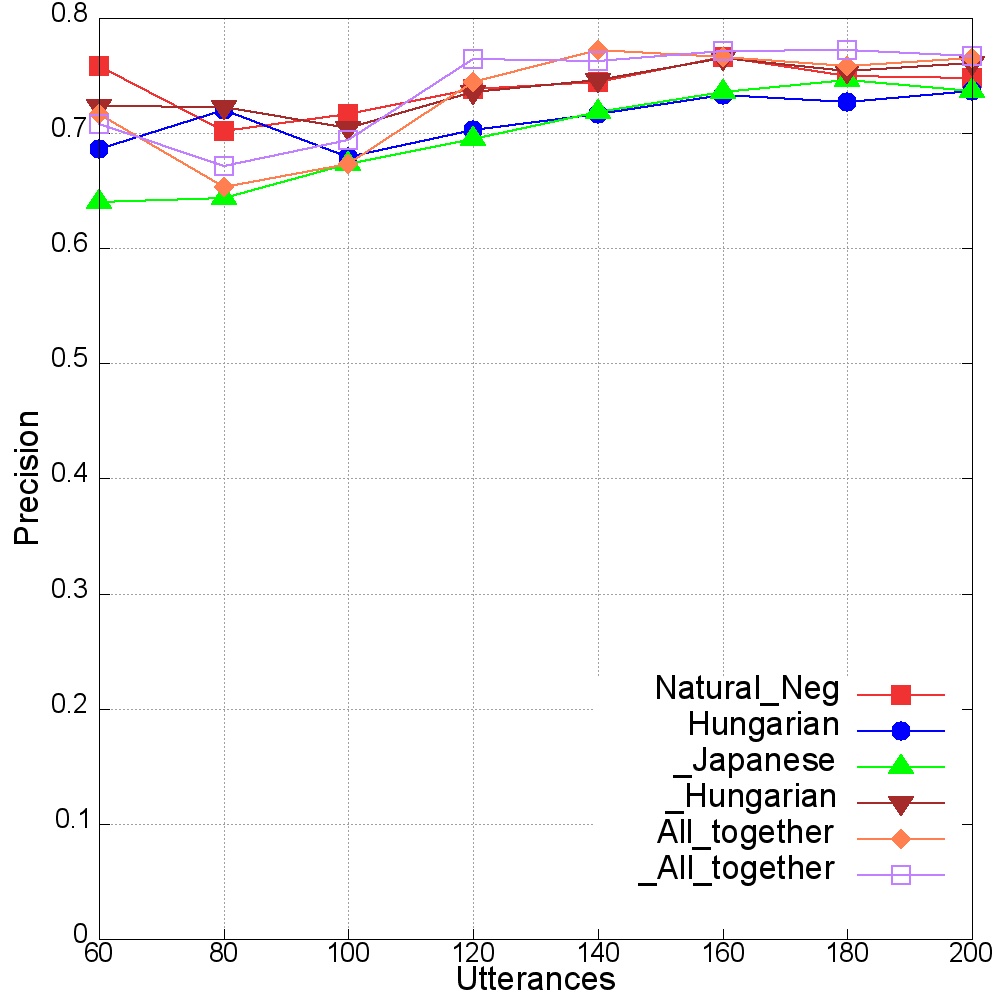 0.8
0.7
0.6
0.5
0.4
0.3
0.2
0.1
0
Precision
60 80 100 120 140 160 180 200
Utterances
Natural_Neg
Hungarian
_Japanese
_Hungarian
All_together
_All_together